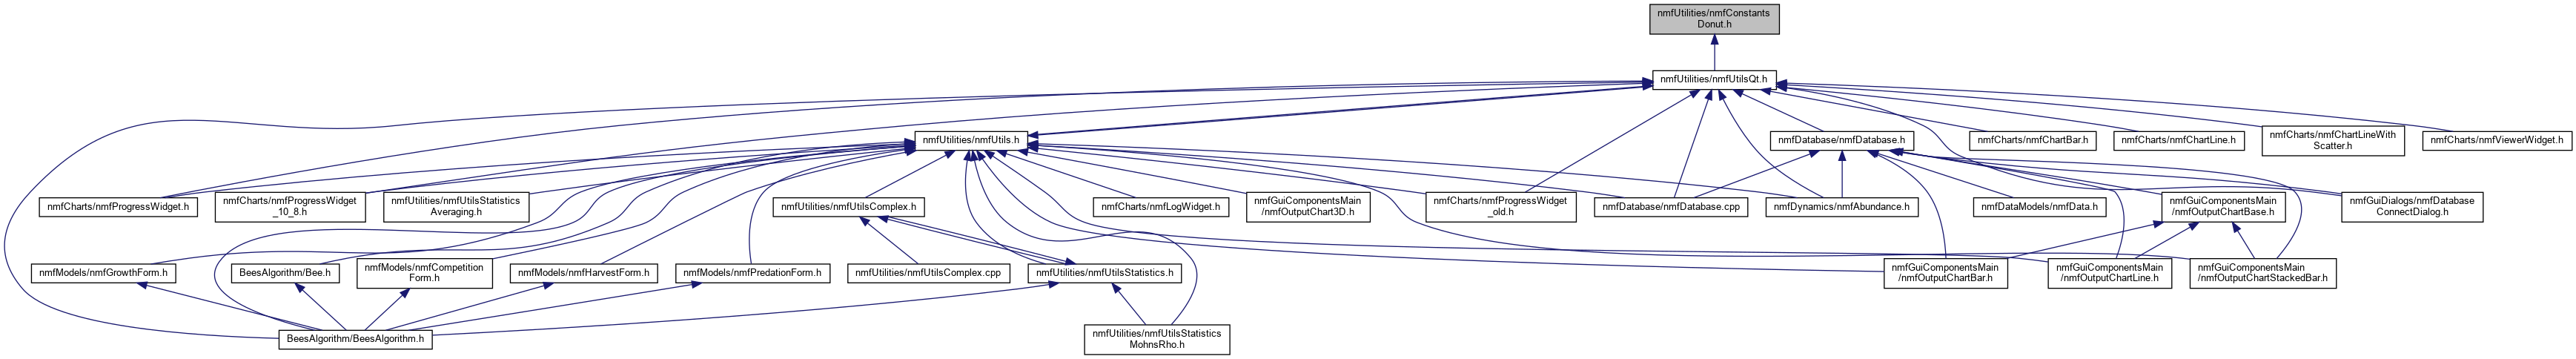 nmfUtilities/nmfConstants
Donut.h
nmfUtilities/nmfUtilsQt.h
nmfUtilities/nmfUtils.h
nmfDatabase/nmfDatabase.h
nmfCharts/nmfChartBar.h
nmfCharts/nmfChartLine.h
nmfCharts/nmfChartLineWith
Scatter.h
nmfCharts/nmfViewerWidget.h
nmfCharts/nmfProgressWidget.h
nmfCharts/nmfProgressWidget
_10_8.h
nmfUtilities/nmfUtilsStatistics
Averaging.h
nmfUtilities/nmfUtilsComplex.h
nmfCharts/nmfLogWidget.h
nmfGuiComponentsMain
/nmfOutputChart3D.h
nmfCharts/nmfProgressWidget
_old.h
nmfDatabase/nmfDatabase.cpp
nmfDynamics/nmfAbundance.h
nmfDataModels/nmfData.h
nmfGuiComponentsMain
/nmfOutputChartBase.h
nmfGuiDialogs/nmfDatabase
ConnectDialog.h
nmfModels/nmfGrowthForm.h
BeesAlgorithm/Bee.h
nmfModels/nmfCompetition
Form.h
nmfModels/nmfHarvestForm.h
nmfModels/nmfPredationForm.h
nmfUtilities/nmfUtilsComplex.cpp
nmfUtilities/nmfUtilsStatistics.h
nmfGuiComponentsMain
/nmfOutputChartBar.h
nmfGuiComponentsMain
/nmfOutputChartLine.h
nmfGuiComponentsMain
/nmfOutputChartStackedBar.h
BeesAlgorithm/BeesAlgorithm.h
nmfUtilities/nmfUtilsStatistics
MohnsRho.h